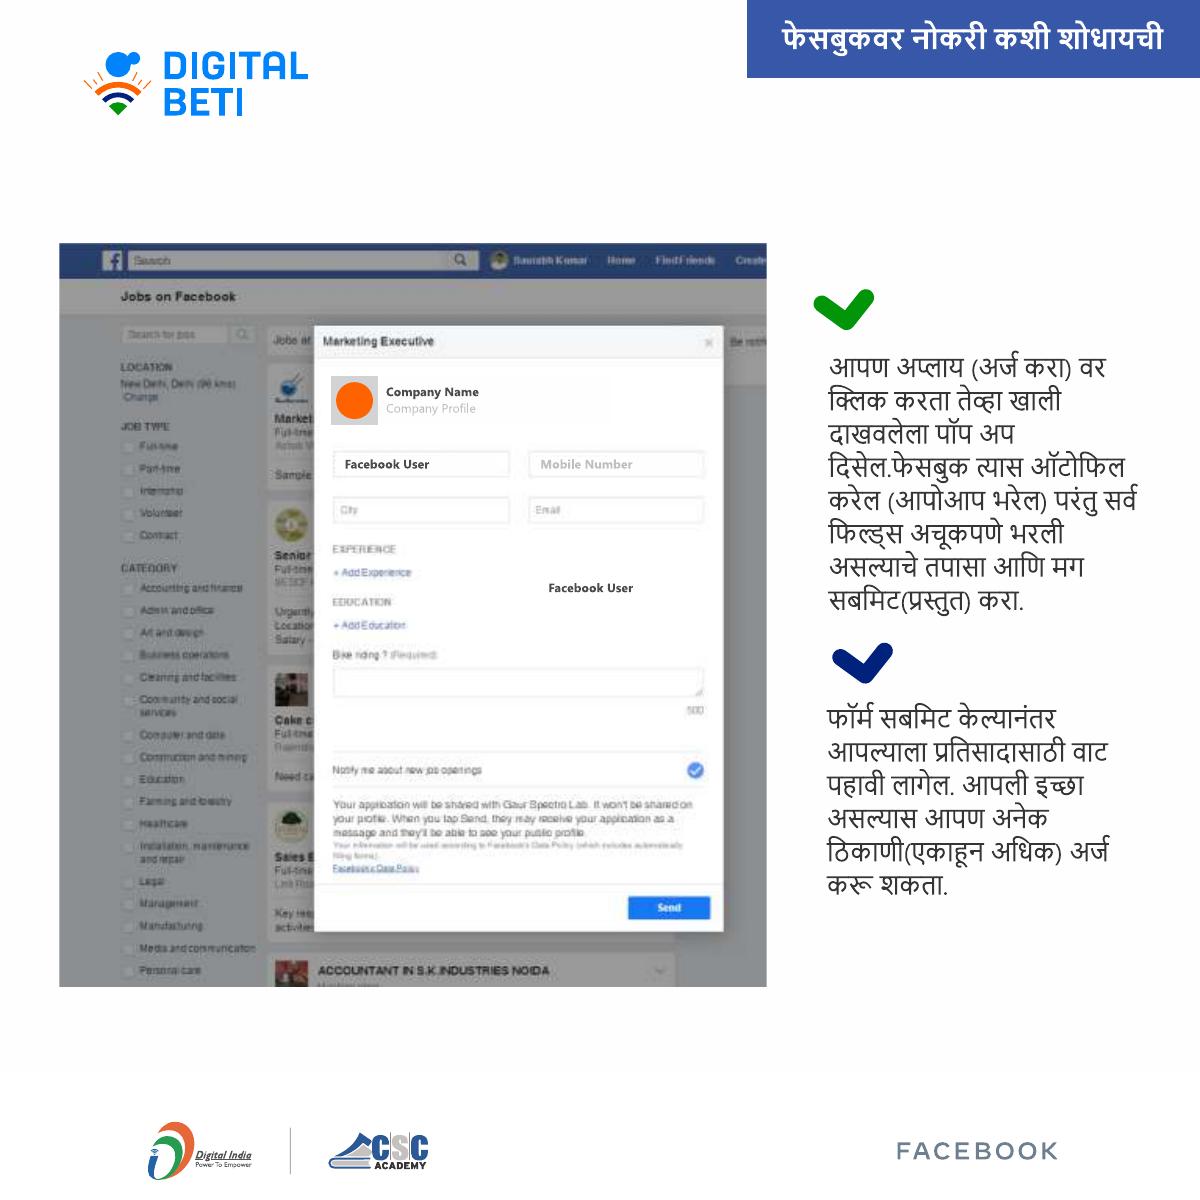 फेसबुकवर नोकरी कशी शोधायची
DIGITAL
BETI
Search
Saurabh Kumar
Home
Find Friends
Create
Jobs on Facebook
Search for jobs
LOCATION
New Delhi, Delhi (96 kms)
Change
JOB TYPE
Full-time
Part-time
Internship
Volunteer
Contract
CATEGORY
Accounting and finance
Admin and office
Art and design
Business operations
Cleaning and facilities
Community and social
services
Computer and data
Construction and mining
Education
Farming and forestry
Healthcare
Installation, maintenance
and repair
Legal
Management
Manufacturing
Media and communication
Personal care
Jobs
Market
Full-time
Sample
Senior
Full-time
Urgently
Location
Salary -
Cake c
Full-time
Need ca
Sales E
Full-time
Link Road
Key res
activitie
ACCOUNTANT IN S.K.INDUSTRIES NOIDA
Marketing Executive
Company Name
Company Profile
Facebook User
Mobile Number
City
Email
EXPERIENCE
+ Add Experience
Facebook User
EDUCATION
+ Add Education
Bike riding ? (Required)
500
Notify me about new job openings
Your application will be shared with Gaur Spectro Lab. It won't be shared on
your profile. When you tap Send, they may receive your application as a
message and they'll be able to see your public profile.
Your information will be used according to Facebook's Data Policy (which includes automatically
filling forms).
Facebook's Data Policy
Send
आपण अप्लाय (अर्ज करा) वर
क्लिक करता तेव्हा खाली
दाखवलेला पॉप अप
दिसेल.फेसबुक त्यास ऑटोफिल
करेल (आपोआप भरेल) परंतु सर्व
फिल्ड्स अचूकपणे भरली
असल्याचे तपासा आणि मग
सबमिट(प्रस्तुत) करा.
फॉर्म सबमिट केल्यानंतर
आपल्याला प्रतिसादासाठी वाट
पहावी लागेल. आपली इच्छा
असल्यास आपण अनेक
ठिकाणी(एकाहून अधिक) अर्ज
करू शकता.
Digital India
Power To Empower
CSC
ACADEMY
FACEBOOK